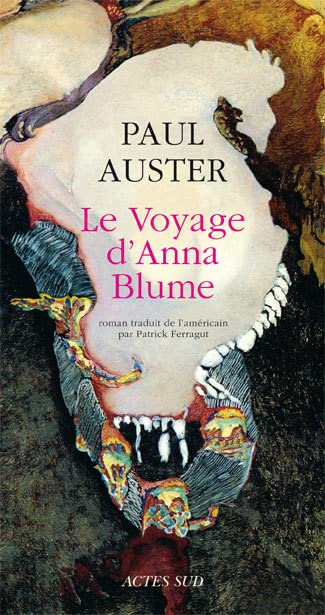 PAUL
AUSTER
Le Voyage
d'Anna
Blume
roman traduit de l'américain
par Patrick Ferragut
ACTES SUD